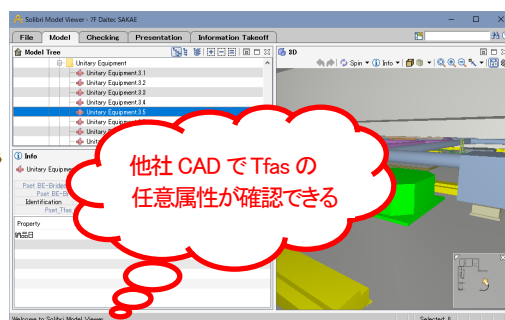 Solibri Model Viewer - 7F Daitec SAKAE
File Model Checking Presentation Information Takeoff
Model Tree
Unitary Equipment
Unitary Equipment.3.1
Unitary Equipment.3.2
Unitary Equipment.3.3
Unitary Equipment.3.4
Unitary Equipment.3.5
Info
Identification
Property
納品日
Welcome to Solibri Model Viewer
3D
Spin Info
Selected: 0
他社 CAD で Tfas の
任意属性が確認できる